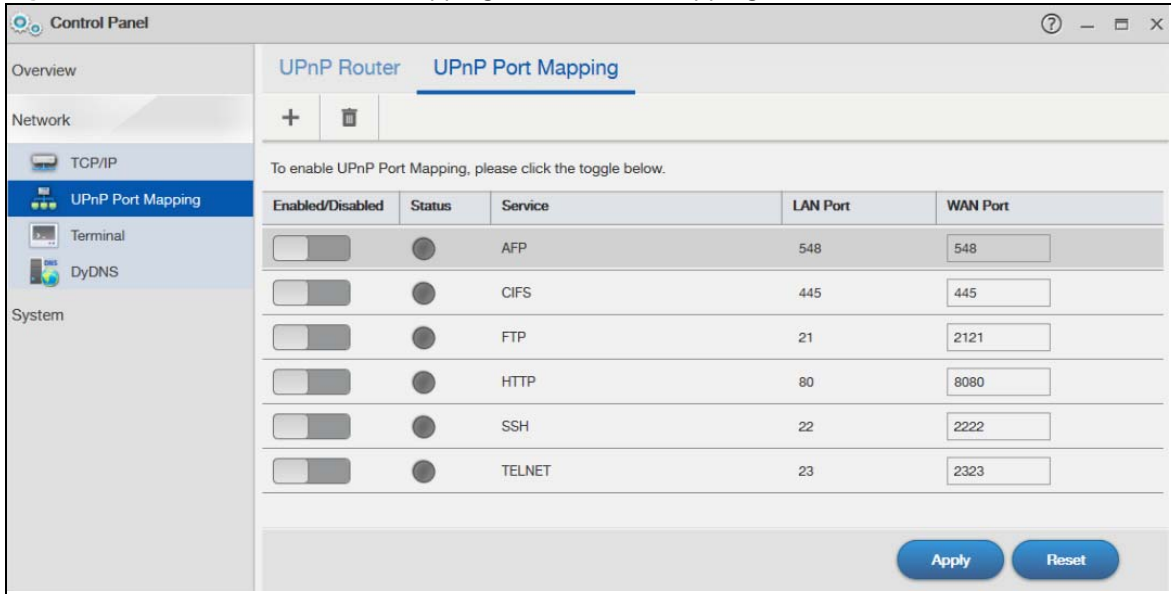 Control Panel
Overview
Network
TCP/IP
UPnP Port Mapping
Terminal
DyDNS
System
UPnP Router UPnP Port Mapping
To enable UPnP Port Mapping, please click the toggle below.
Enabled/Disabled Status Service LAN Port WAN Port
AFP 548 548
CIFS 445 445
FTP 21 2121
HTTP 80 8080
SSH 22 2222
TELNET 23 2323
Apply Reset